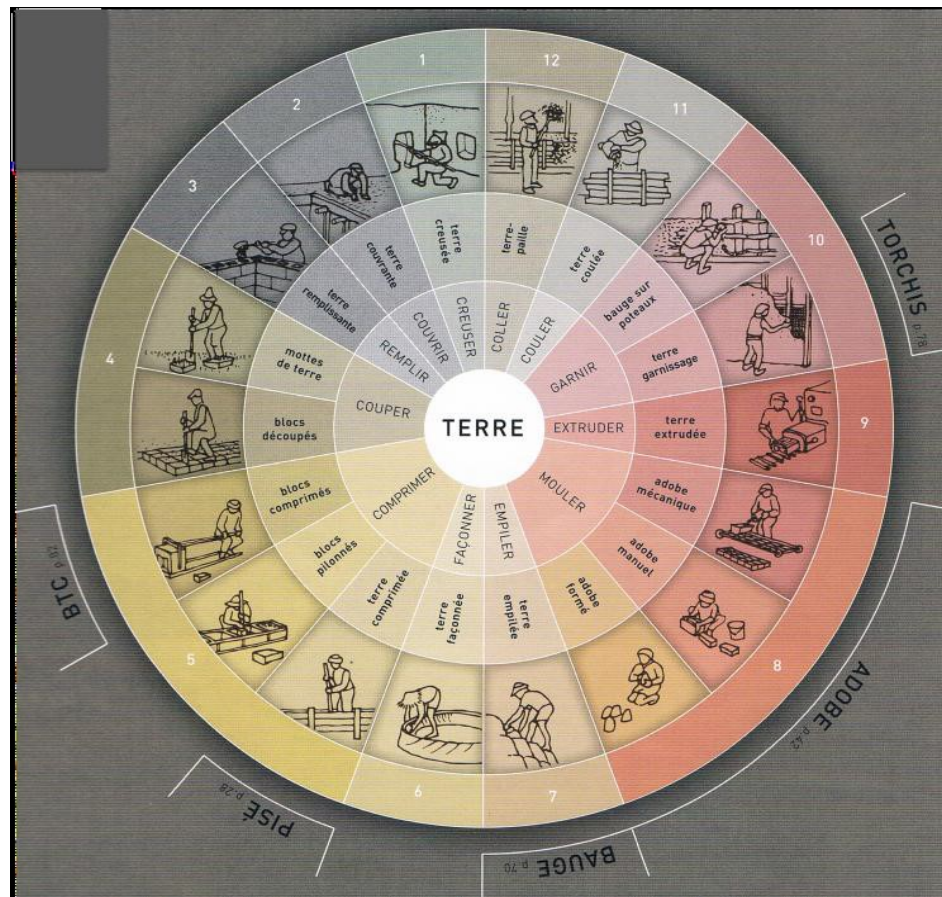 TERRE
CREUSER
COUVRIR
REMPLIR
COUPER
COMPRIMER
FAÇONNER
EMPILER
MOULER
EXTRUDER
GARNIR
COULER
COLLER
terre
creusée
terre
couvrante
terre
remplissante
mottes
de terre
blocs
découpés
blocs
comprimés
blocs
pilonnés
terre
comprimée
terre
façonnée
terre
empilée
adobe
formé
adobe
manuel
adobe
mécanique
terre
extrudée
terre
garnissage
bauge sur
poteaux
terre
coulée
terre-
paille
1
2
3
4
5
6
7
8
9
10
11
12
TORCHIS p.78
ADOBE p.42
BAUGE p.70
PISÉ p.28
BTC p.92